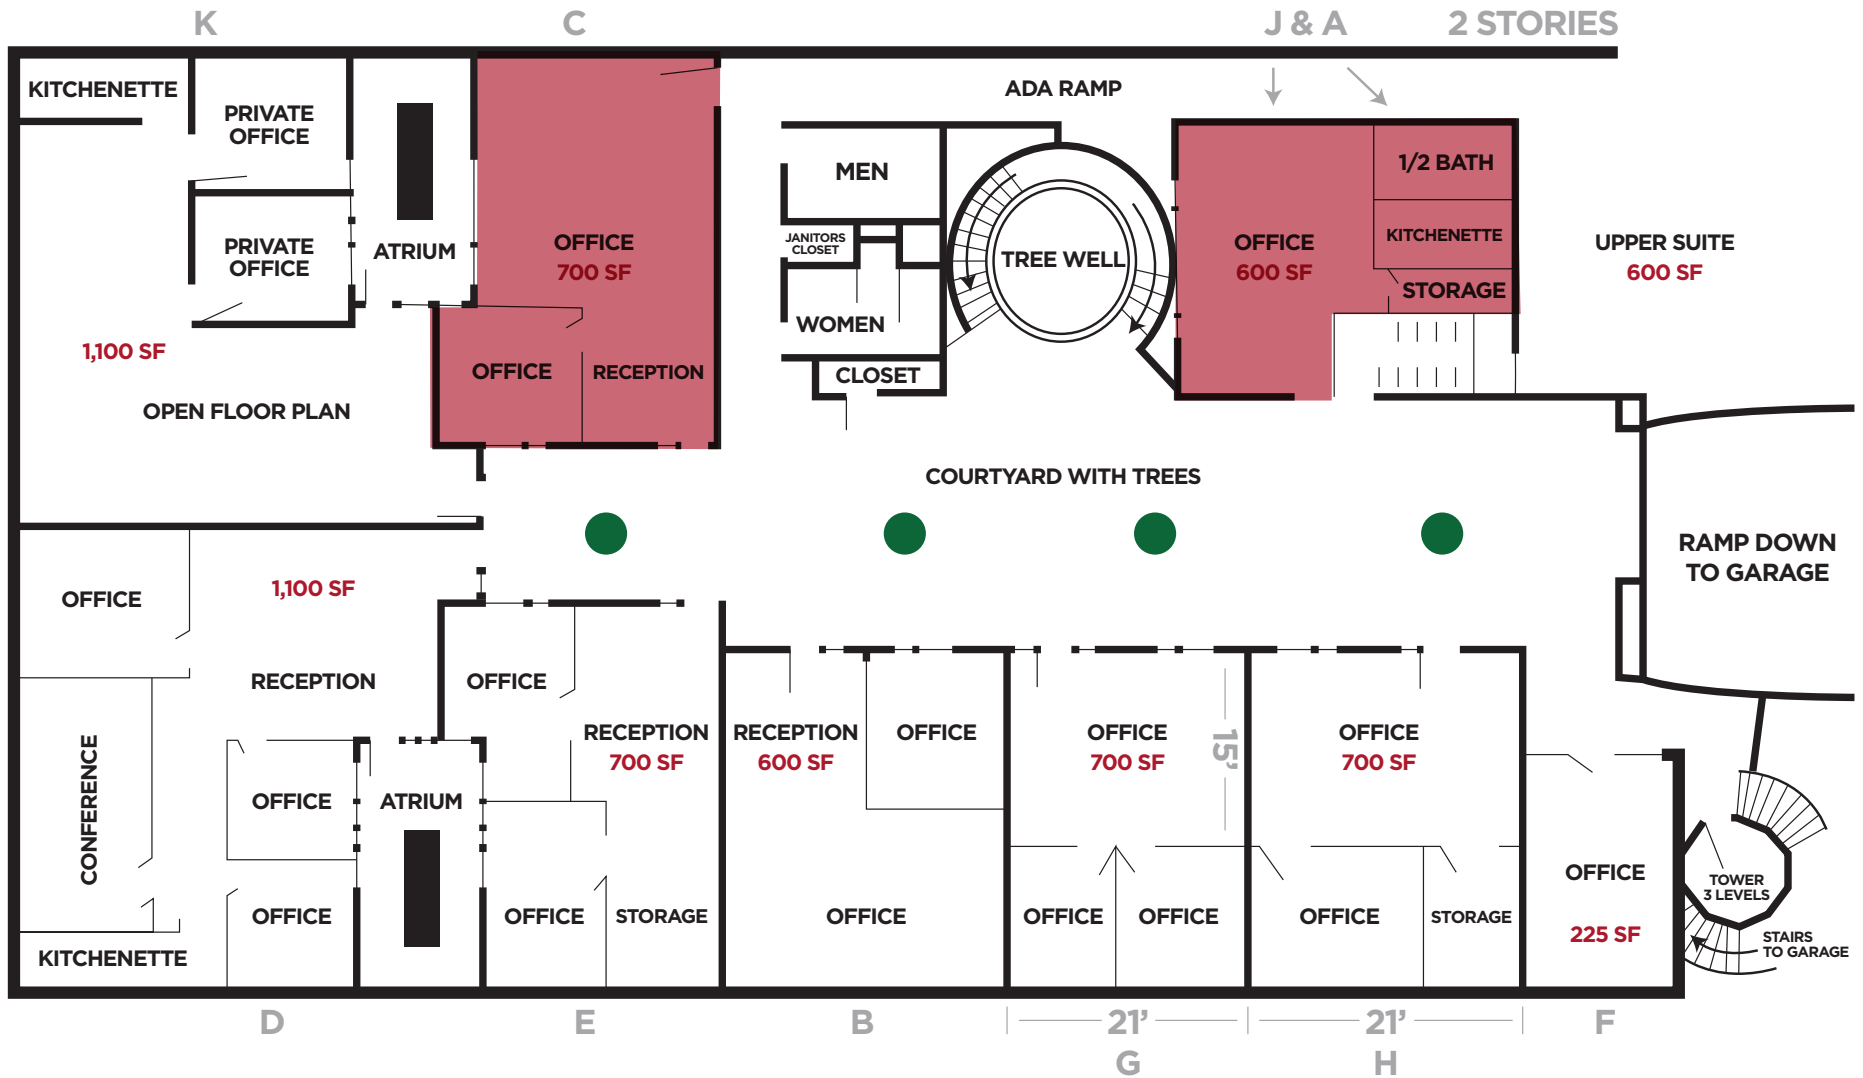 K
C
J & A
2 STORIES
KITCHENETTE
PRIVATE
OFFICE
ADA RAMP
MEN
1/2 BATH
PRIVATE
OFFICE
ATRIUM
OFFICE
700 SF
JANITORS
CLOSET
TREE WELL
OFFICE
600 SF
KITCHENETTE
STORAGE
UPPER SUITE
600 SF
WOMEN
1,100 SF
OFFICE
RECEPTION
CLOSET
OPEN FLOOR PLAN
COURTYARD WITH TREES
RAMP DOWN
TO GARAGE
OFFICE
1,100 SF
RECEPTION
OFFICE
RECEPTION
700 SF
RECEPTION
600 SF
OFFICE
OFFICE
700 SF
15'
OFFICE
700 SF
CONFERENCE
OFFICE
ATRIUM
OFFICE
225 SF
TOWER
3 LEVELS
OFFICE
OFFICE
STORAGE
OFFICE
OFFICE
OFFICE
OFFICE
STORAGE
STAIRS
TO GARAGE
KITCHENETTE
D
E
B
21'
G
21'
H
F